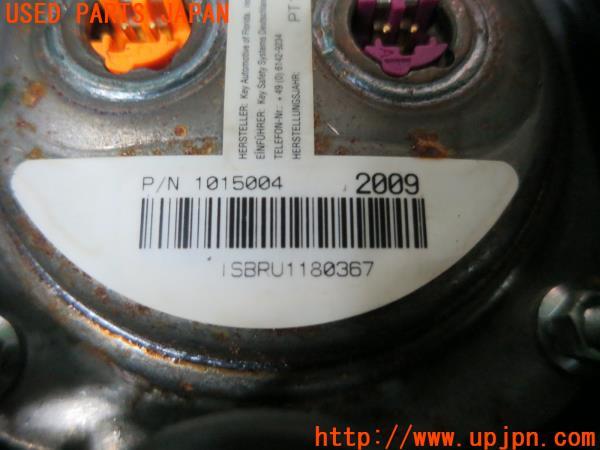 USED PARTS JAPAN
HERSTELLER: Key Automotive of Florida,
EINFÜHRER: Key Safety Systems Deutschland
TELEFON-Nr.: + 49 (0) 6142-9234
HERSTELLUNGSJAHR:
PT
P/N 1015004
2009
ISBRU1180367
http://www.upjpn.com/